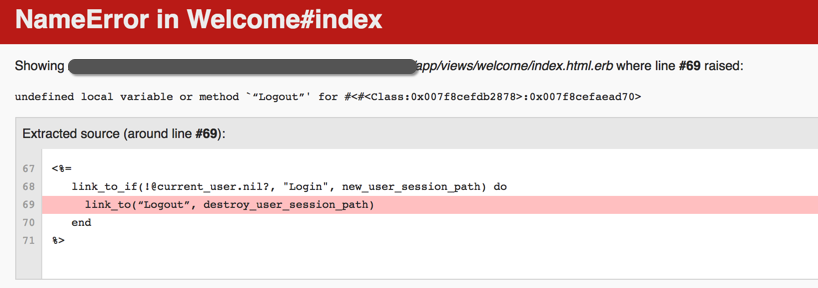 NameError in Welcome#index
Showing app/views/welcome/index.html.erb where line #69 raised:
undefined local variable or method `“Logout”' for #<#<Class:0x007f8cefdb2878>:0x007f8cefaead70>
Extracted source (around line #69):
67 <%=
68 link_to_if(!@current_user.nil?, "Login", new_user_session_path) do
69 link_to(“Logout”, destroy_user_session_path)
70 end
71 %>